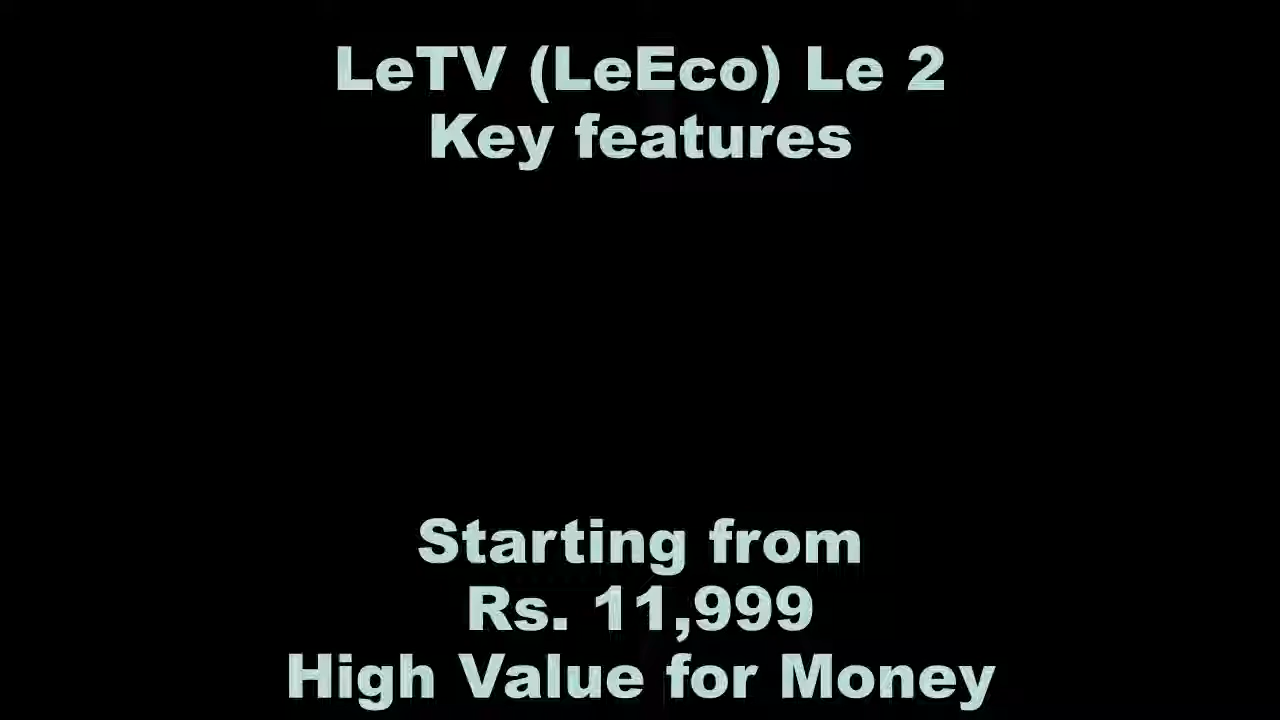 LeTV (LeEco) Le 2
Key features
Starting from
Rs. 11,999
High Value for Money